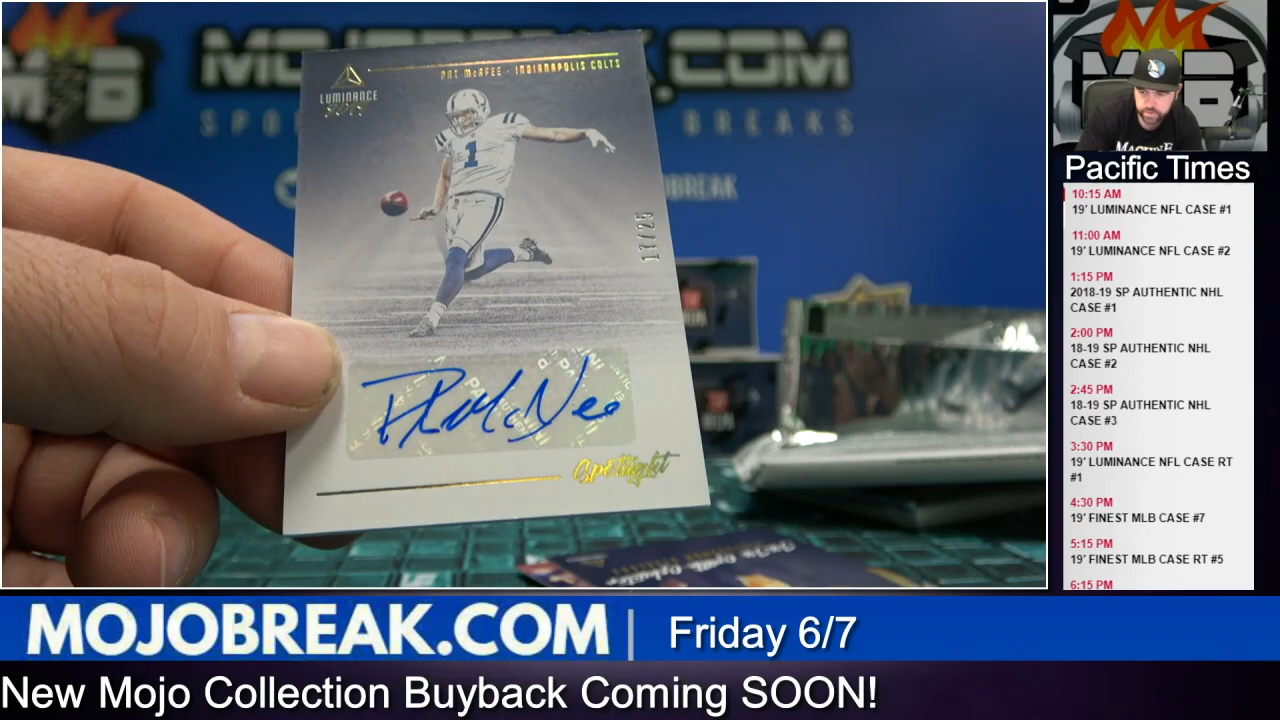 MOJOBREAK.COM
BREAKS
PAT McAFEE - INDIANAPOLIS COLTS
LUMINANCE
2019
1
17/25
Spotlight
MACHINE
Pacific Times
10:15 AM
19' LUMINANCE NFL CASE #1
11:00 AM
19' LUMINANCE NFL CASE #2
1:15 PM
2018-19 SP AUTHENTIC NHL
CASE #1
2:00 PM
18-19 SP AUTHENTIC NHL
CASE #2
2:45 PM
18-19 SP AUTHENTIC NHL
CASE #3
3:30 PM
19' LUMINANCE NFL CASE RT
#1
4:30 PM
19' FINEST MLB CASE #7
5:15 PM
19' FINEST MLB CASE RT #5
6:15 PM
MOJOBREAK.COM | Friday 6/7
New Mojo Collection Buyback Coming SOON!